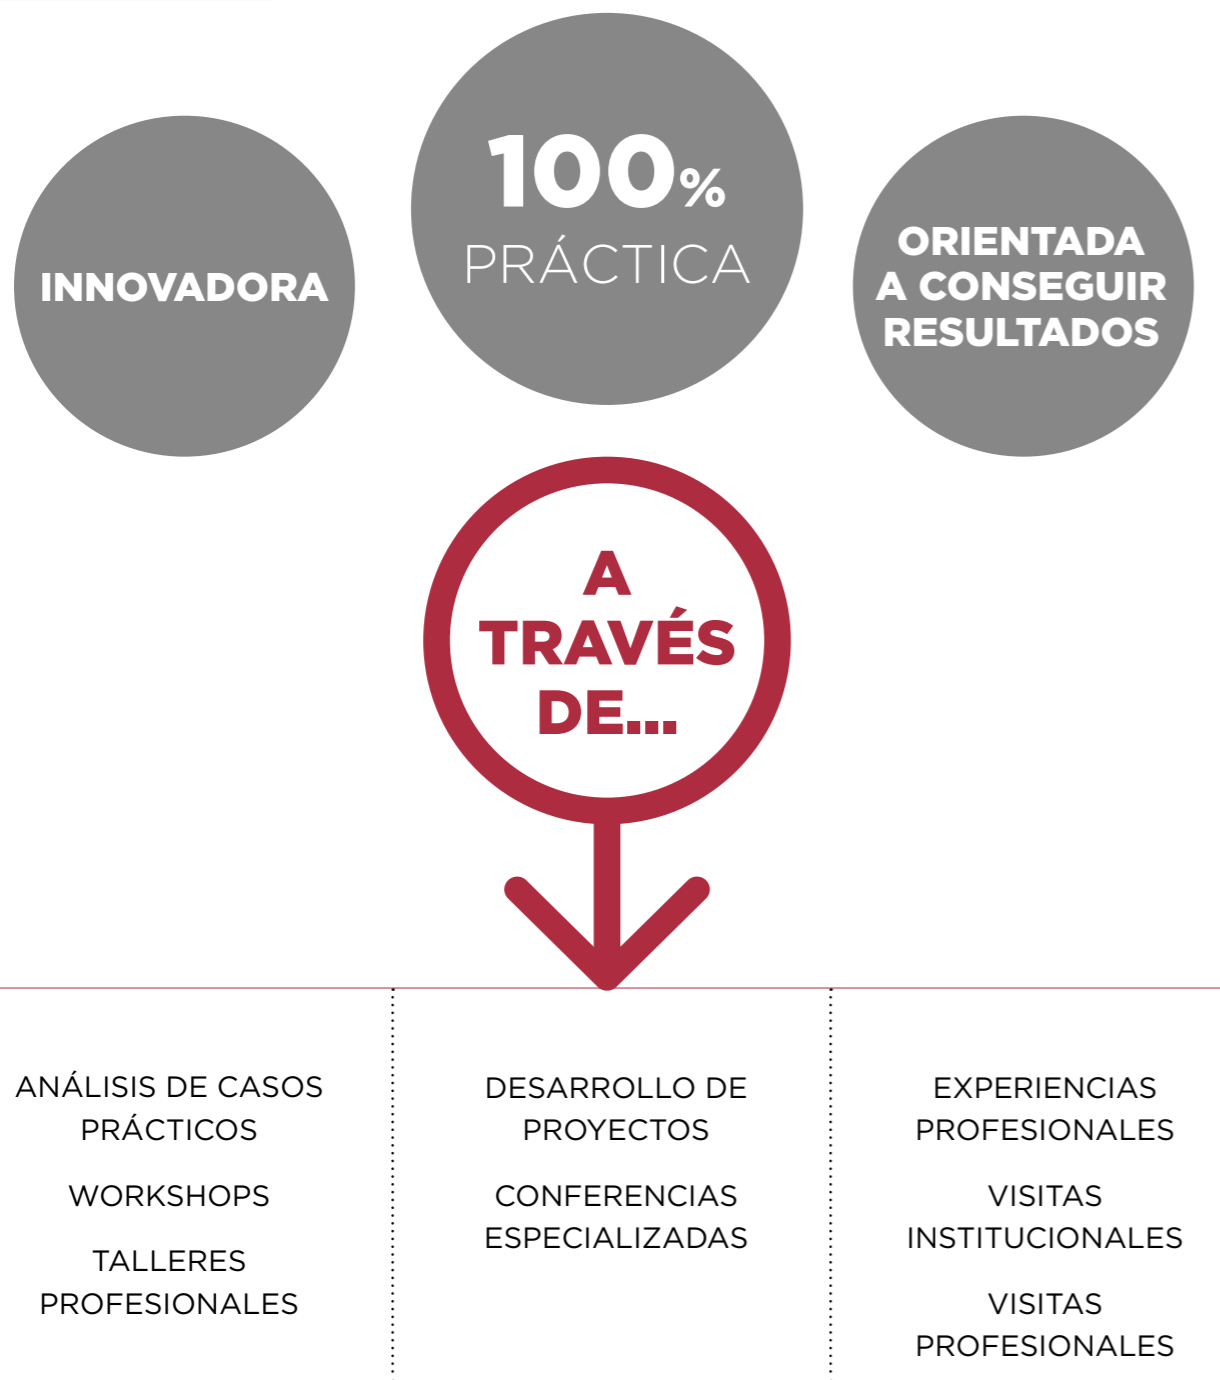 INNOVADORA
100%
PRÁCTICA
ORIENTADA
A CONSEGUIR
RESULTADOS
A
TRAVÉS
DE...
ANÁLISIS DE CASOS
PRÁCTICOS
WORKSHOPS
TALLERES
PROFESIONALES
DESARROLLO DE
PROYECTOS
CONFERENCIAS
ESPECIALIZADAS
EXPERIENCIAS
PROFESIONALES
VISITAS
INSTITUCIONALES
VISITAS
PROFESIONALES